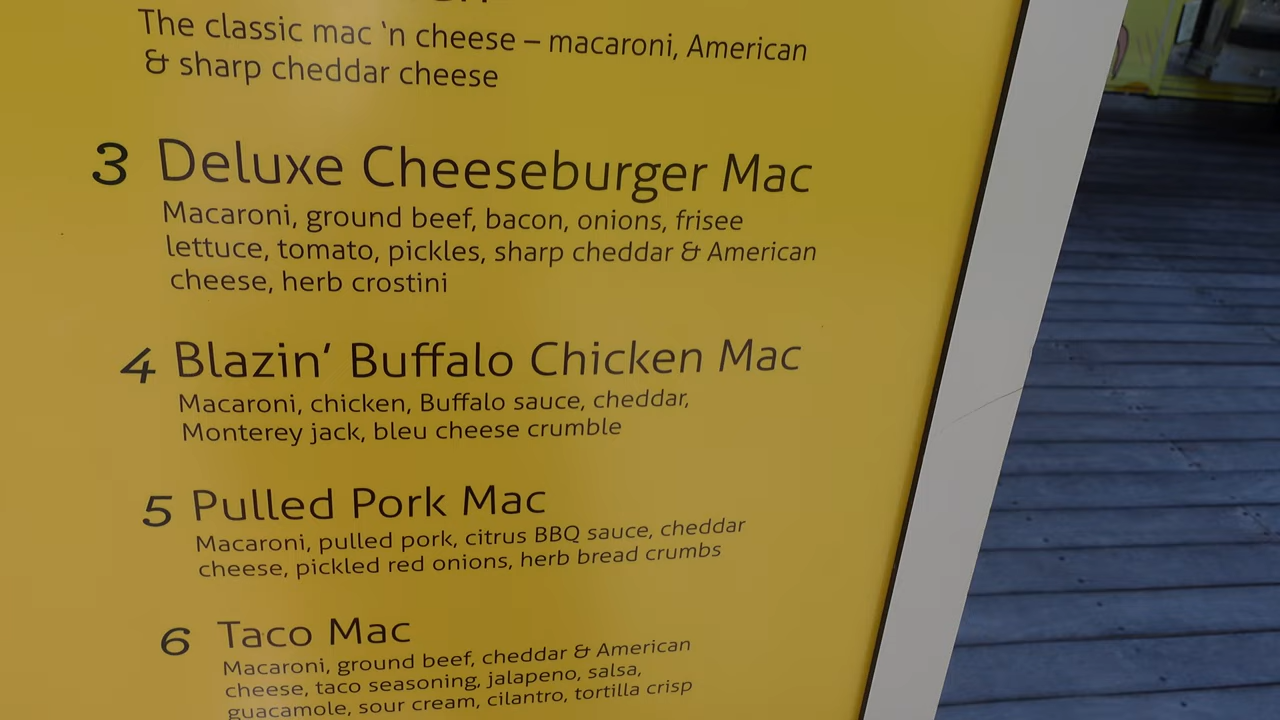 The classic mac 'n cheese – macaroni, American
& sharp cheddar cheese
3 Deluxe Cheeseburger Mac
Macaroni, ground beef, bacon, onions, frisee
lettuce, tomato, pickles, sharp cheddar & American
cheese, herb crostini
4 Blazin' Buffalo Chicken Mac
Macaroni, chicken, Buffalo sauce, cheddar,
Monterey jack, bleu cheese crumble
5 Pulled Pork Mac
Macaroni, pulled pork, citrus BBQ sauce, cheddar
cheese, pickled red onions, herb bread crumbs
6 Taco Mac
Macaroni, ground beef, cheddar & American
cheese, taco seasoning, jalapeno, salsa,
guacamole, sour cream, cilantro, tortilla crisp